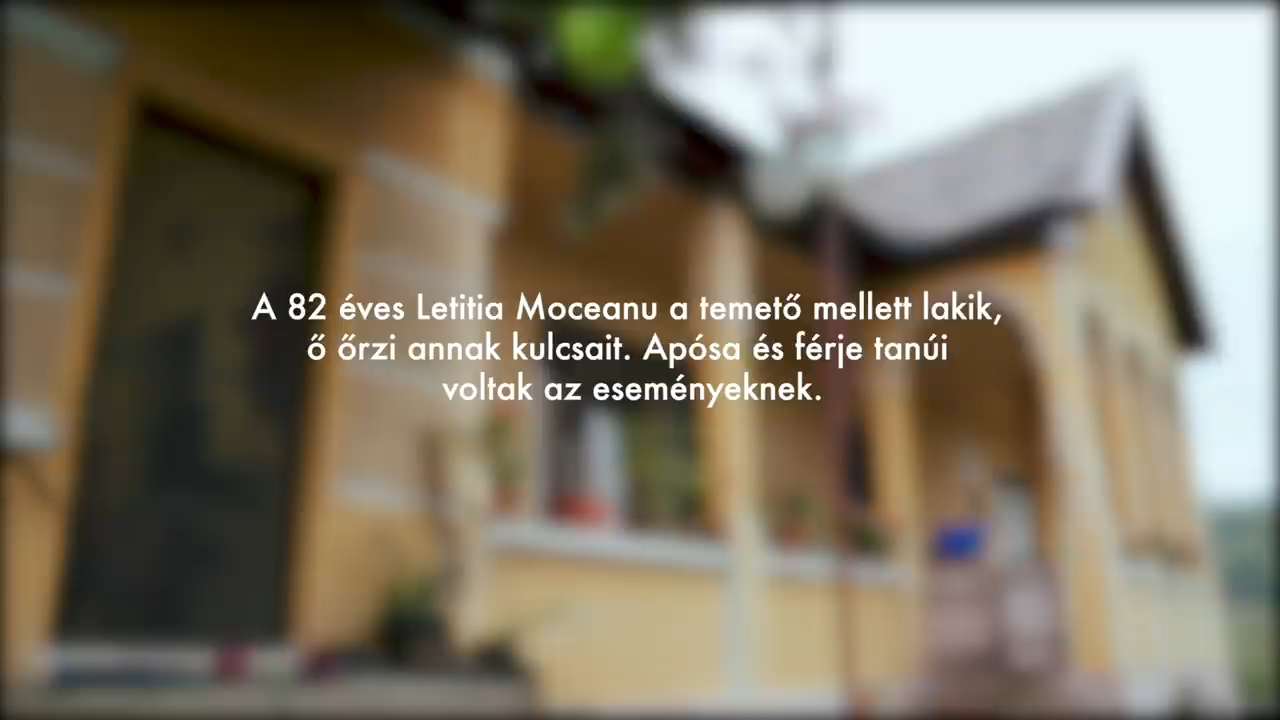 A 82 éves Letitia Moceanu a temető mellett lakik,
ő őrzi annak kulcsait. Apósa és férje tanúi
voltak az eseményeknek.